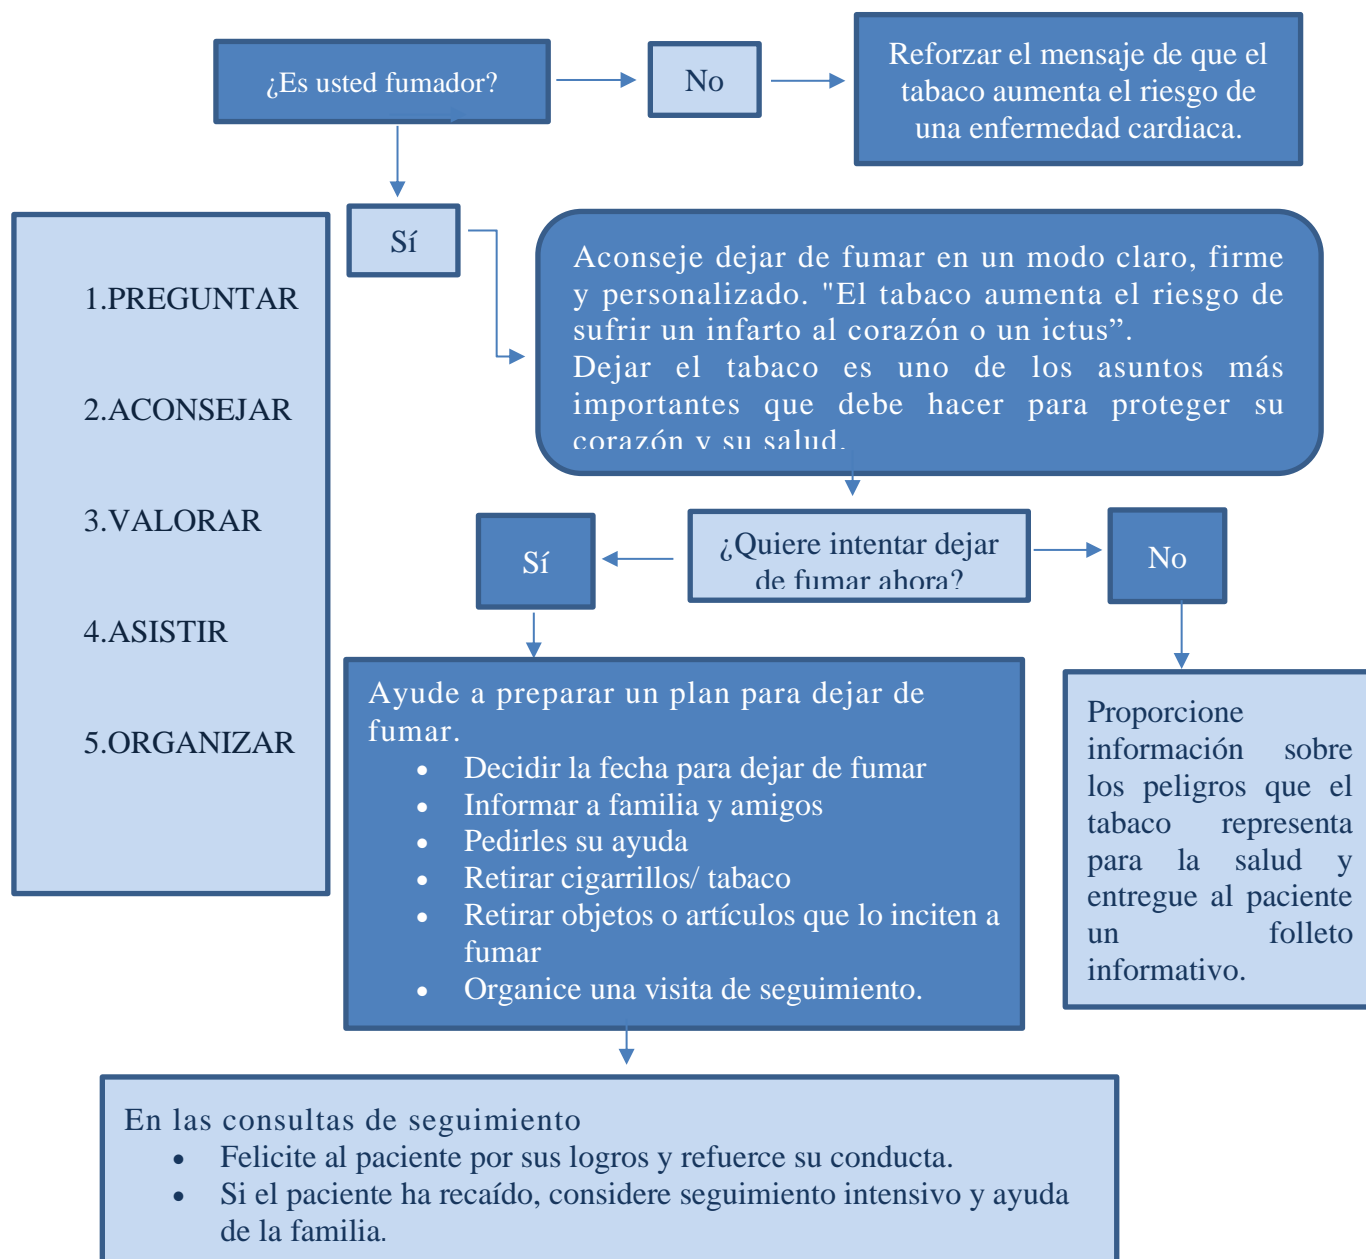 ¿Es usted fumador?
No
Reforzar el mensaje de que el
tabaco aumenta el riesgo de
una enfermedad cardiaca.
Sí
1.PREGUNTAR
2.ACONSEJAR
3.VALORAR
4.ASISTIR
5.ORGANIZAR
Aconseje dejar de fumar en un modo claro, firme
y personalizado. "El tabaco aumenta el riesgo de
sufrir un infarto al corazón o un ictus”.
Dejar el tabaco es uno de los asuntos más
importantes que debe hacer para proteger su
corazón y su salud.
Sí
¿Quiere intentar dejar
de fumar ahora?
No
Ayude a preparar un plan para dejar de
fumar.
• Decidir la fecha para dejar de fumar
• Informar a familia y amigos
• Pedirles su ayuda
• Retirar cigarrillos/ tabaco
• Retirar objetos o artículos que lo inciten a
fumar
• Organice una visita de seguimiento.
Proporcione
información sobre
los peligros que el
tabaco representa
para la salud y
entregue al paciente
un folleto
informativo.
En las consultas de seguimiento
• Felicite al paciente por sus logros y refuerce su conducta.
• Si el paciente ha recaído, considere seguimiento intensivo y ayuda
de la familia.